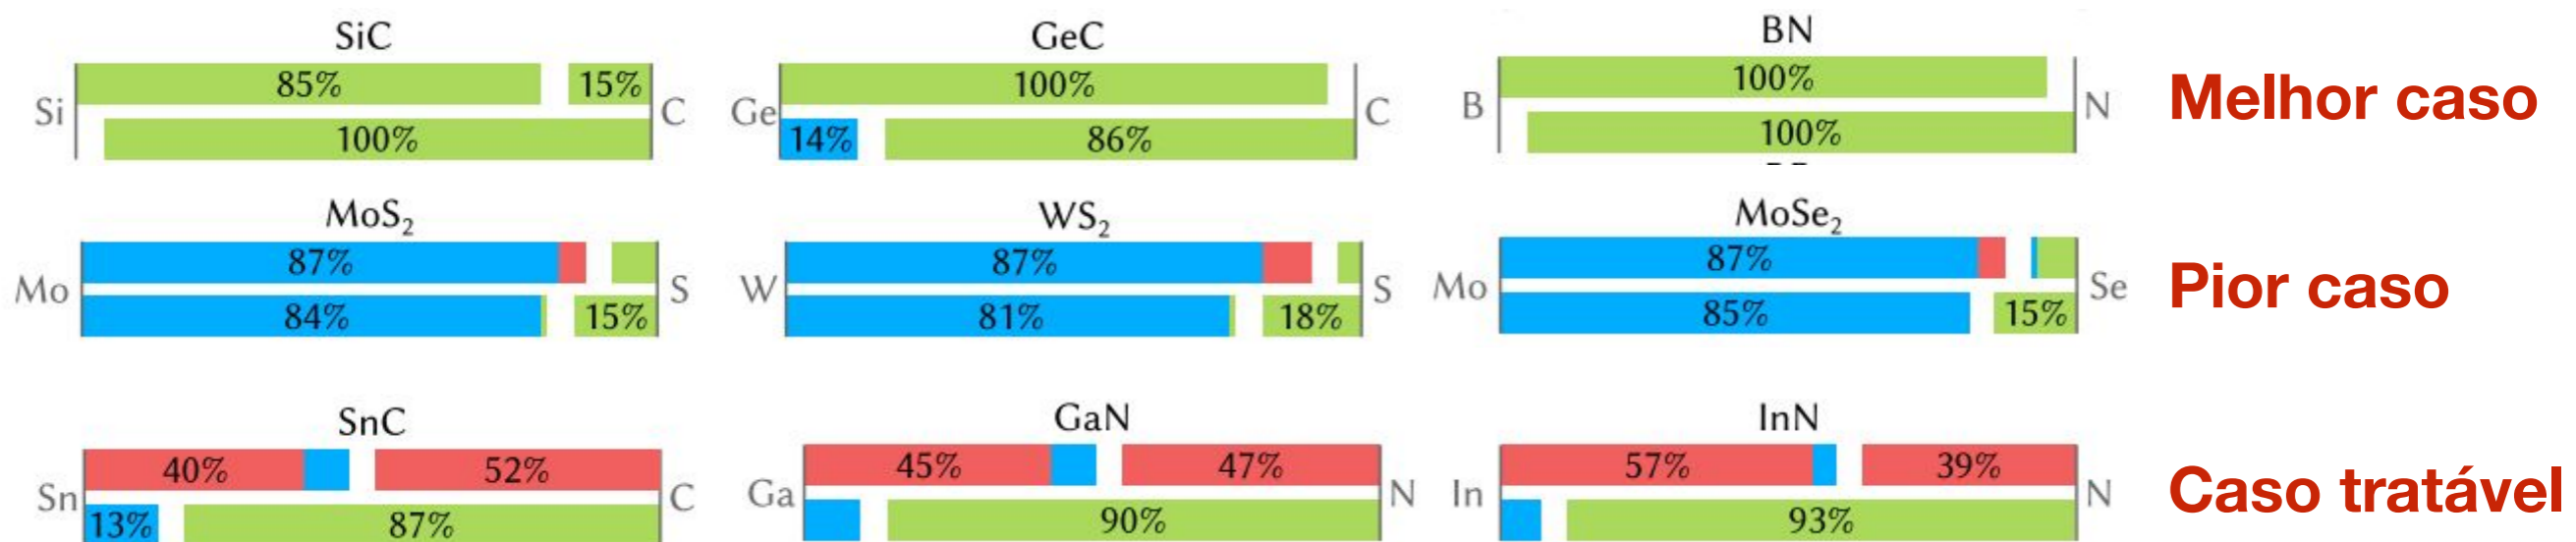 SiC GeC BN
85% 15% 100% 100%
Si C Ge C B N Melhor caso
100% 14% 86% 100%
MoS₂ WS₂ MoSe₂
87% 87% 87%
Mo S W S Mo Se Pior caso
84% 15% 81% 18% 85% 15%
SnC GaN InN
40% 52% 45% 47% 57% 39%
Sn C Ga N In N Caso tratável
13% 87% 90% 93%